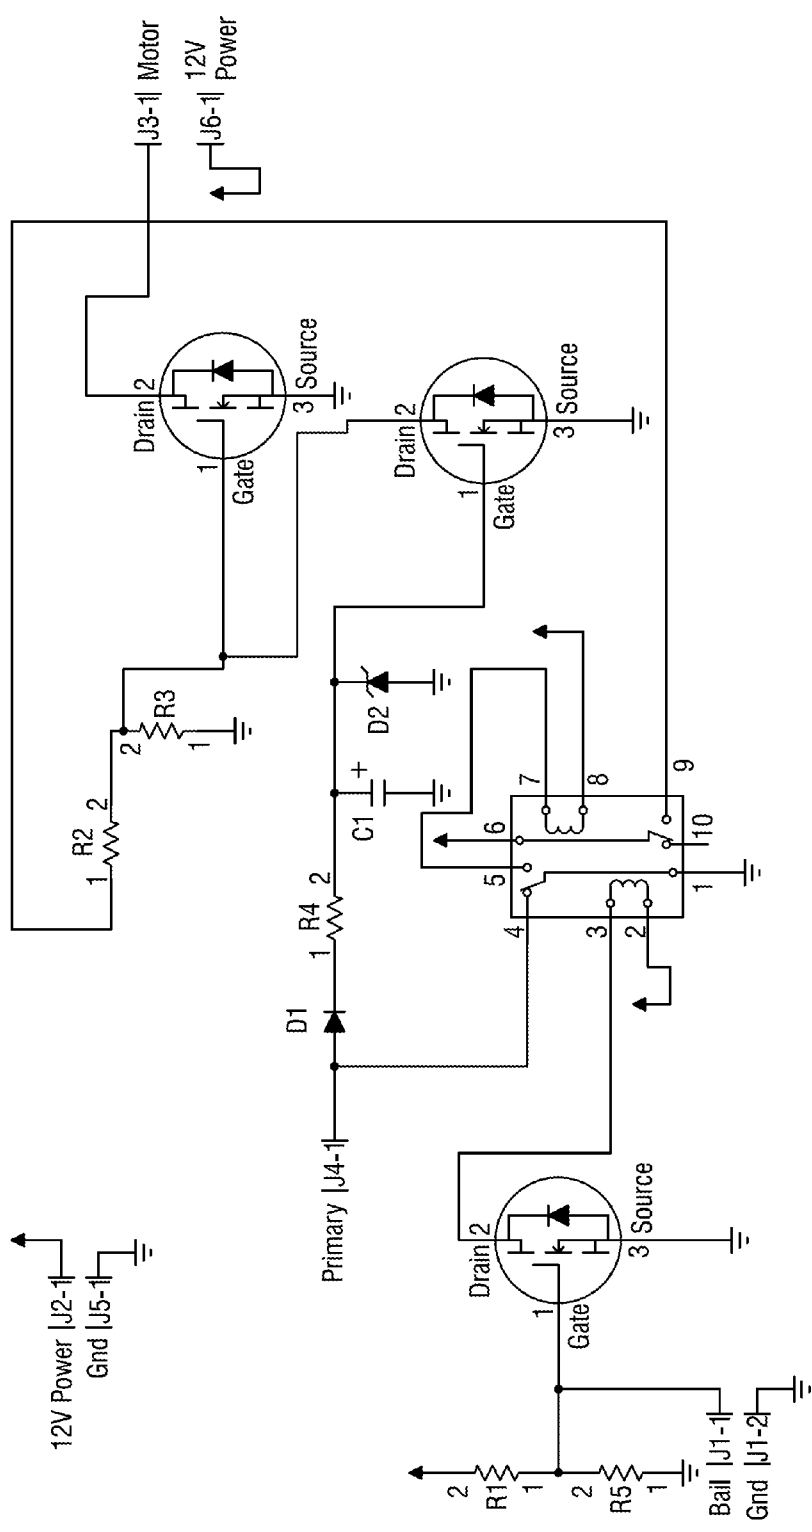 12V Power J2-1
Gnd J5-1
J3-1 Motor
J6-1 12V
Power
Drain 2
1
Gate
3 Source
Drain 2
1
Gate
3 Source
R2
1
2
R3
2
1
Primary J4-1
D1
R4
1
2
C1
+
D2
4
5
6
7
3
2
1
10
9
8
Drain 2
1
Gate
3 Source
R1
2
1
R5
2
1
Bail J1-1
Gnd J1-2